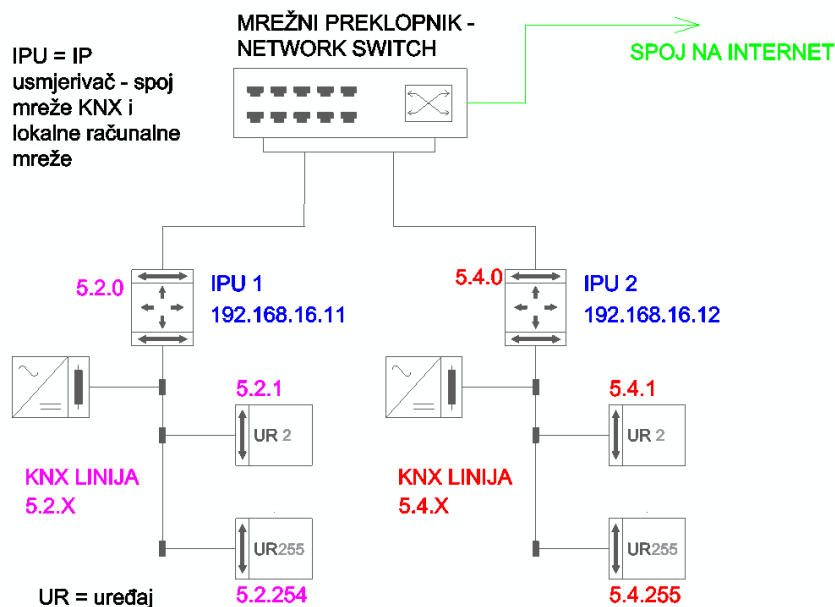 MREŽNI PREKLOPNIK -
NETWORK SWITCH
SPOJ NA INTERNET
IPU = IP
usmjerivač - spoj
mreže KNX i
lokalne računalne
mreže
5.2.0
IPU 1
192.168.16.11
5.4.0
IPU 2
192.168.16.12
5.2.1
UR 2
5.4.1
UR 2
KNX LINIJA
5.2.X
KNX LINIJA
5.4.X
UR255
5.2.254
UR255
5.4.255
UR = uređaj